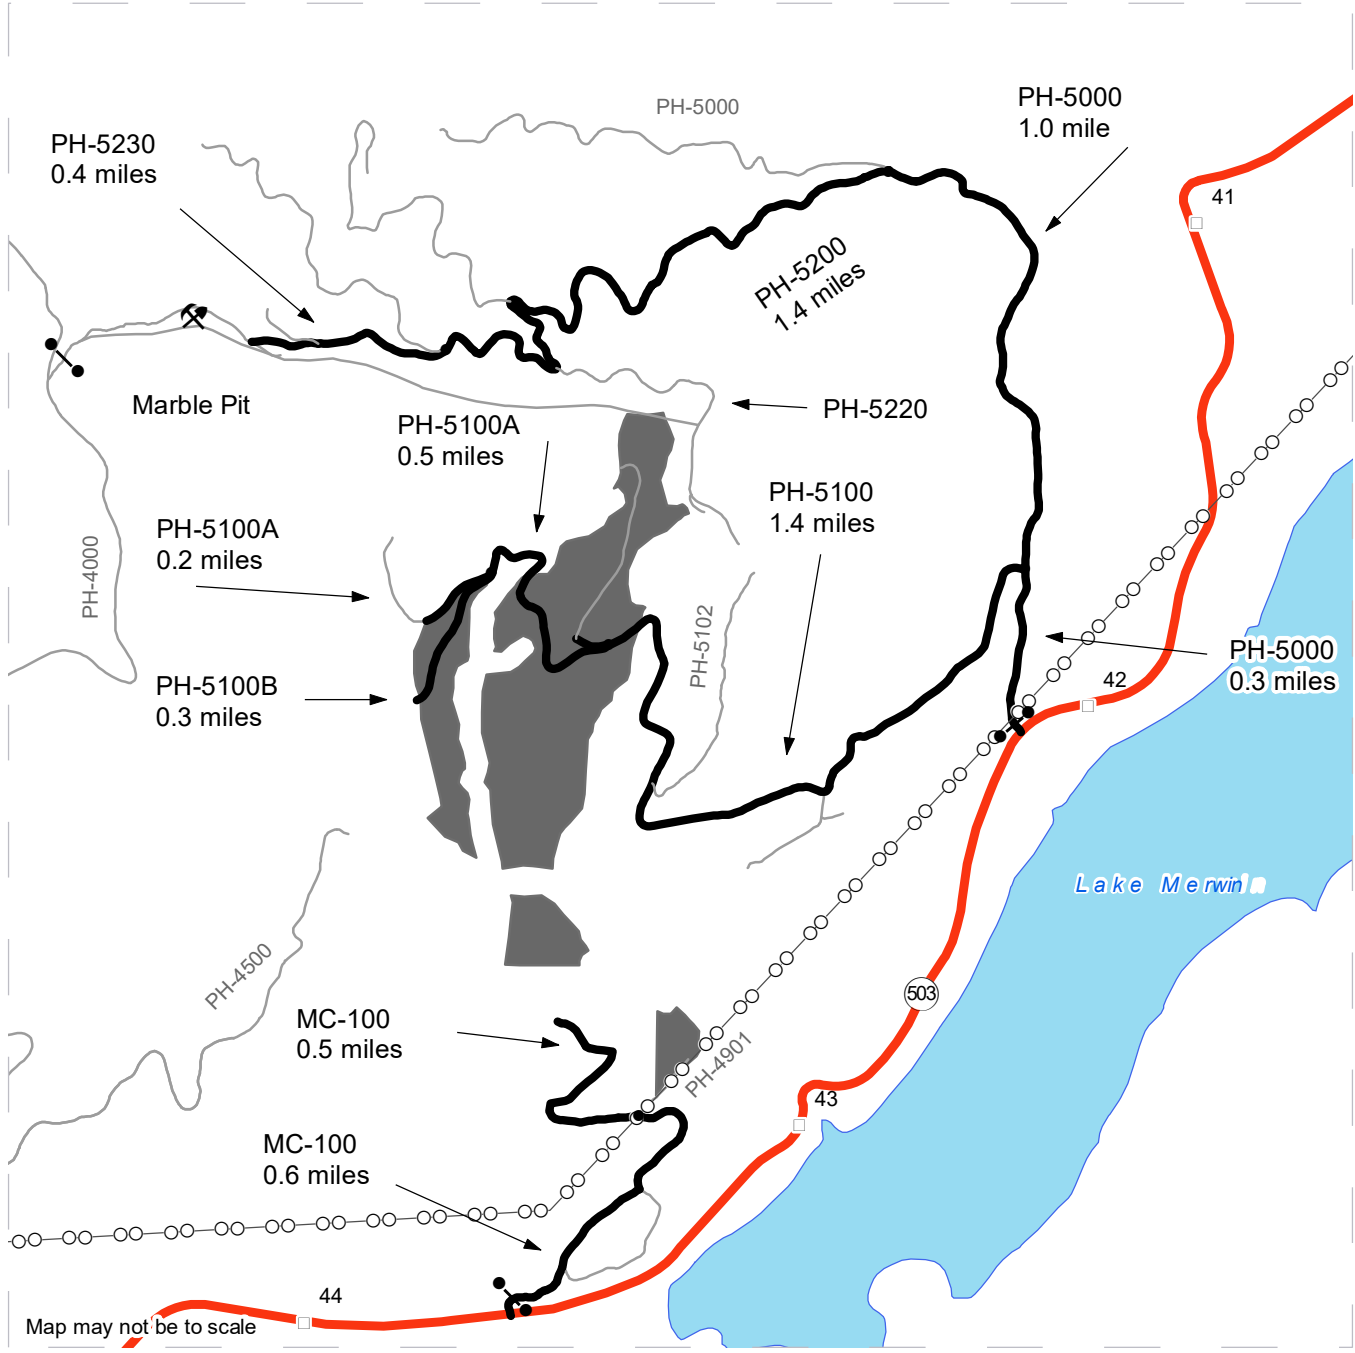 PH-5000
PH-5000
1.0 mile
PH-5230
0.4 miles
41
PH-5200
1.4 miles
Marble Pit
PH-5100A
0.5 miles
PH-5220
PH-5100
1.4 miles
PH-5100A
0.2 miles
PH-4000
PH-5102
PH-5000
0.3 miles
PH-5100B
0.3 miles
42
Lake Merwin
PH-4500
503
MC-100
0.5 miles
PH-4901
43
MC-100
0.6 miles
44
Map may not be to scale